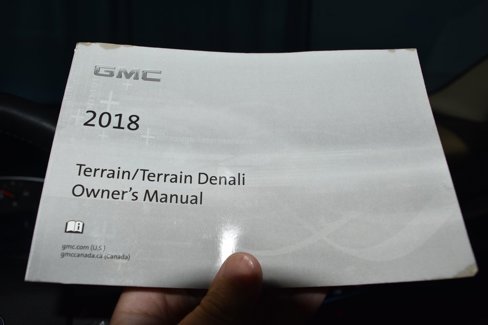 GMC
2018
Terrain/Terrain Denali
Owner's Manual
gmc.com (U.S.)
gmccanada.ca (Canada)